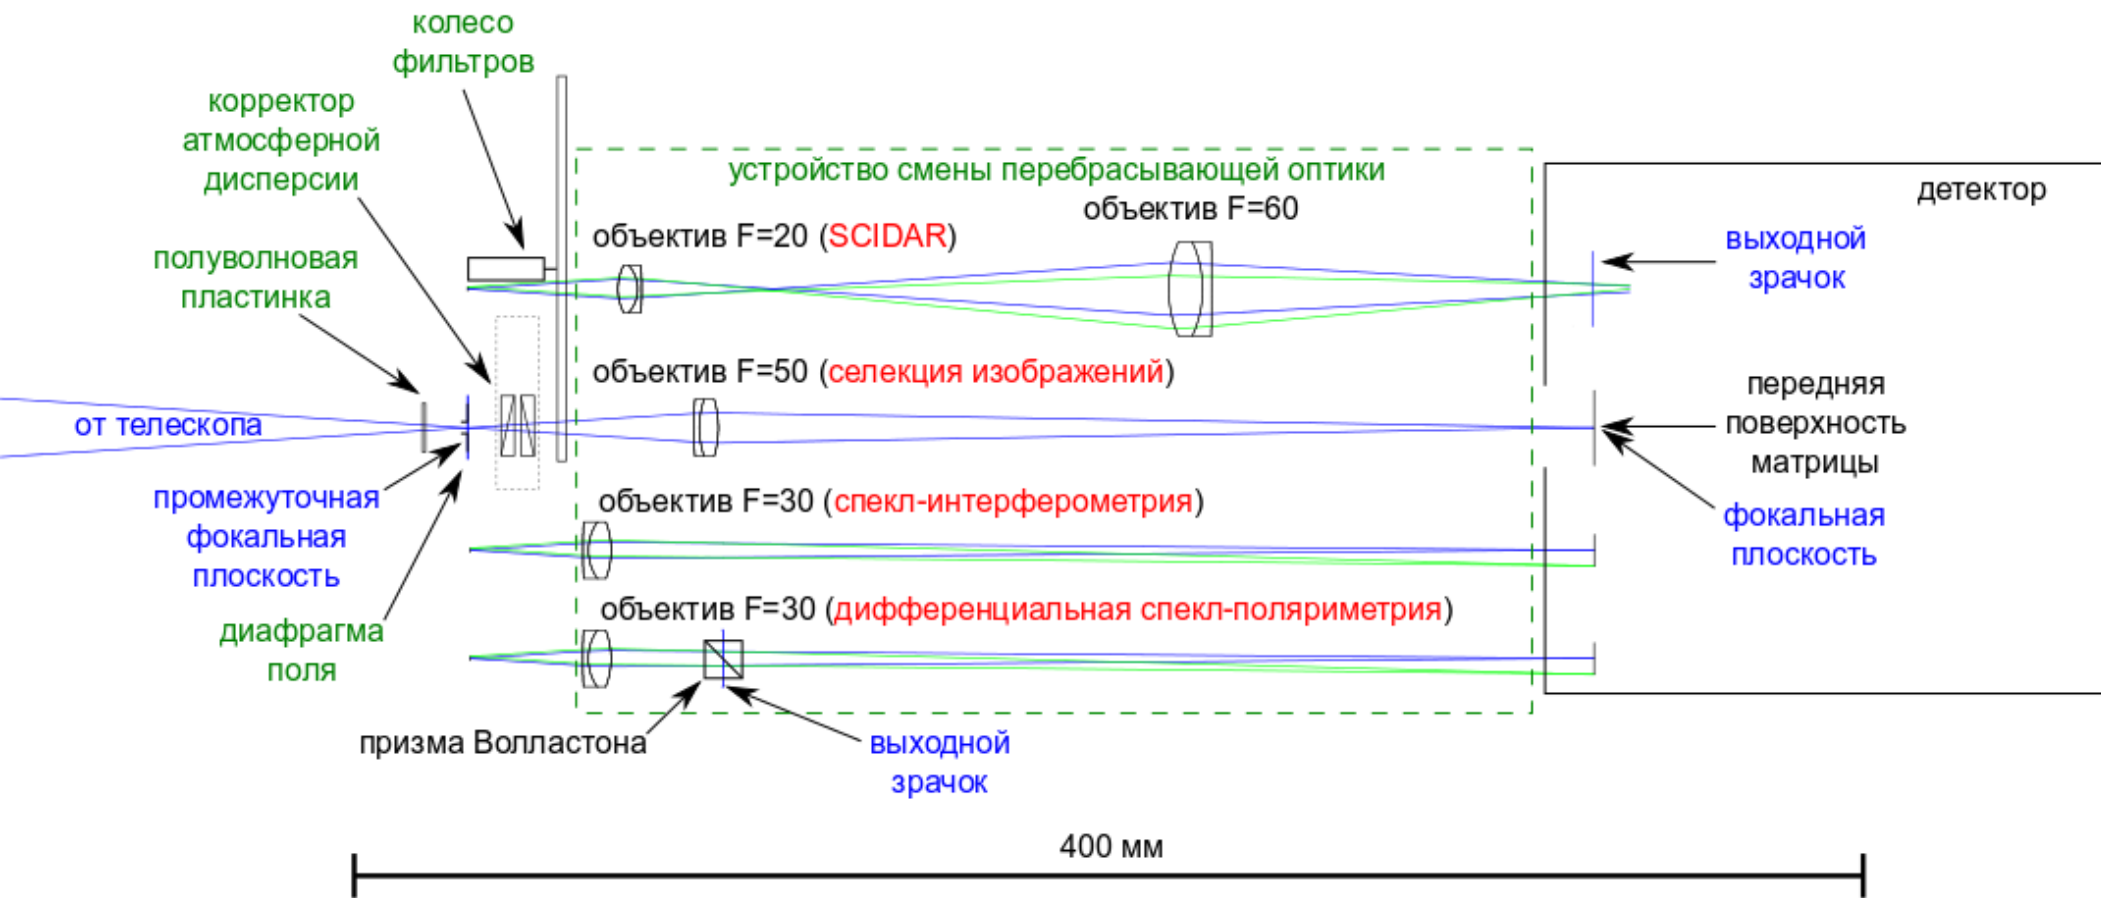 колесо
фильтров
корректор
атмосферной
дисперсии
устройство смены перебрасывающей оптики
детектор
объектив F=60
объектив F=20 (SCIDAR)
выходной
зрачок
полуволновая
пластинка
объектив F=50 (селекция изображений)
передняя
поверхность
матрицы
от телескопа
фокальная
плоскость
промежуточная
фокальная
плоскость
объектив F=30 (спекл-интерферометрия)
объектив F=30 (дифференциальная спекл-поляриметрия)
диафрагма
поля
призма Волластона
выходной
зрачок
400 мм